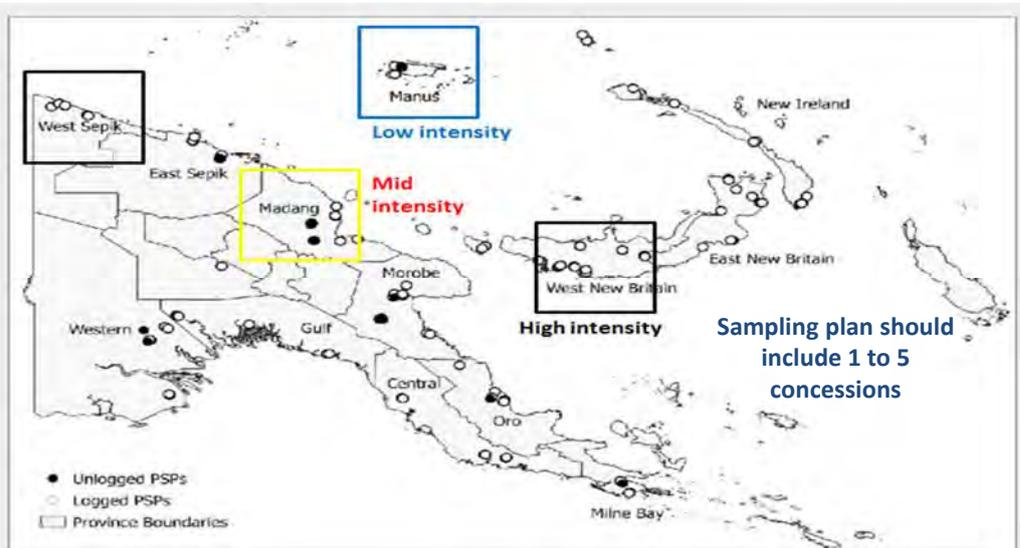 Manus
Low intensity
New Ireland
West Sepik
East Sepik
Mid
intensity
Madang
East New Britain
Morobe
West New Britain
High intensity
Western
Gulf
Sampling plan should
include 1 to 5
concessions
Central
Oro
Unlogged PSPs
Logged PSPs
Province Boundaries
Milne Bay